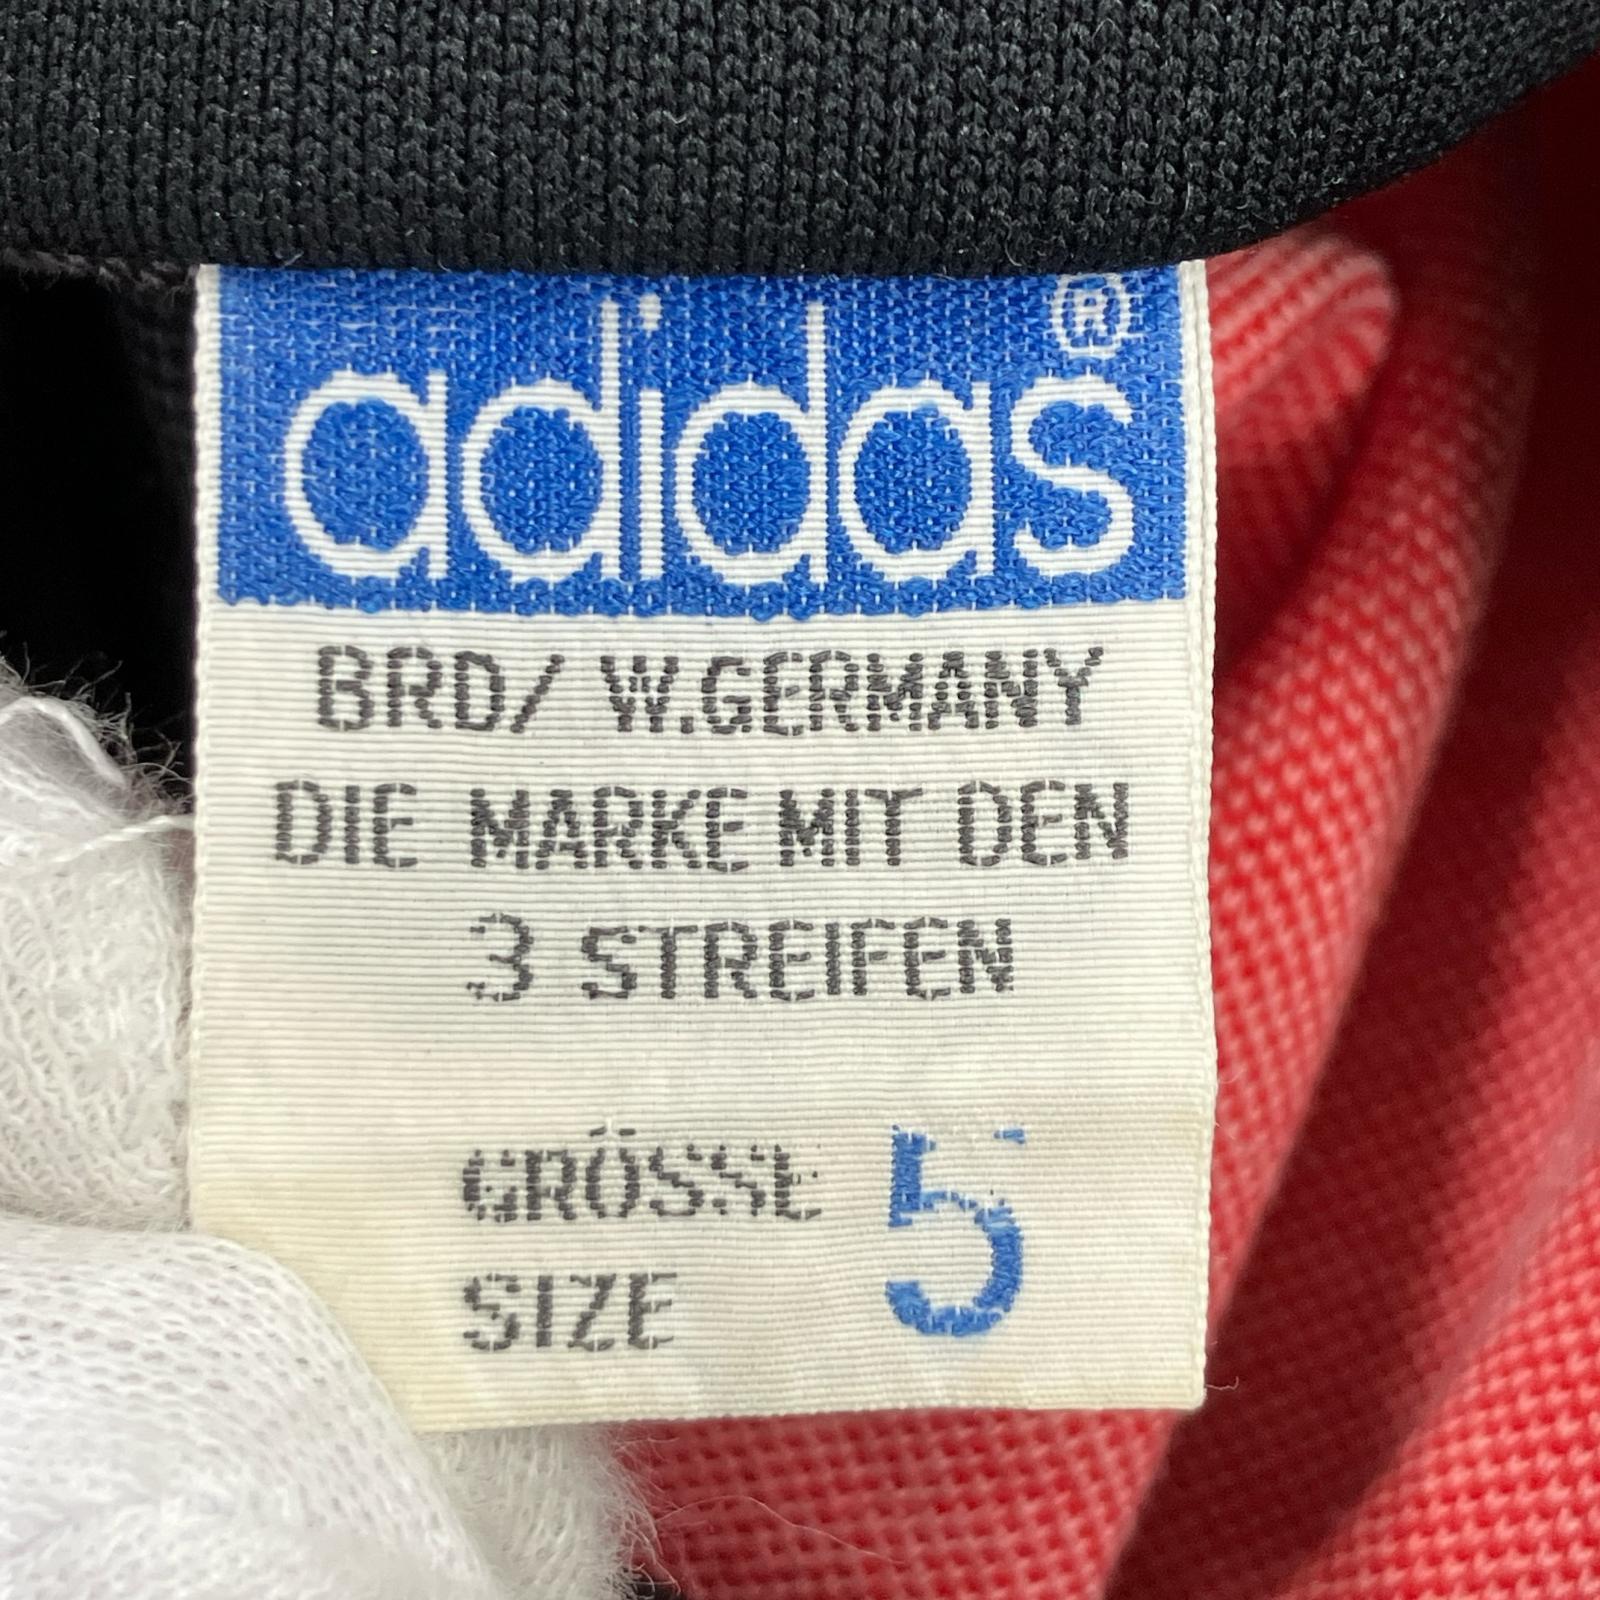 adidas®
BRD/ W.GERMANY
DIE MARKE MIT DEN
3 STREIFEN
GRÖSSE 5
SIZE